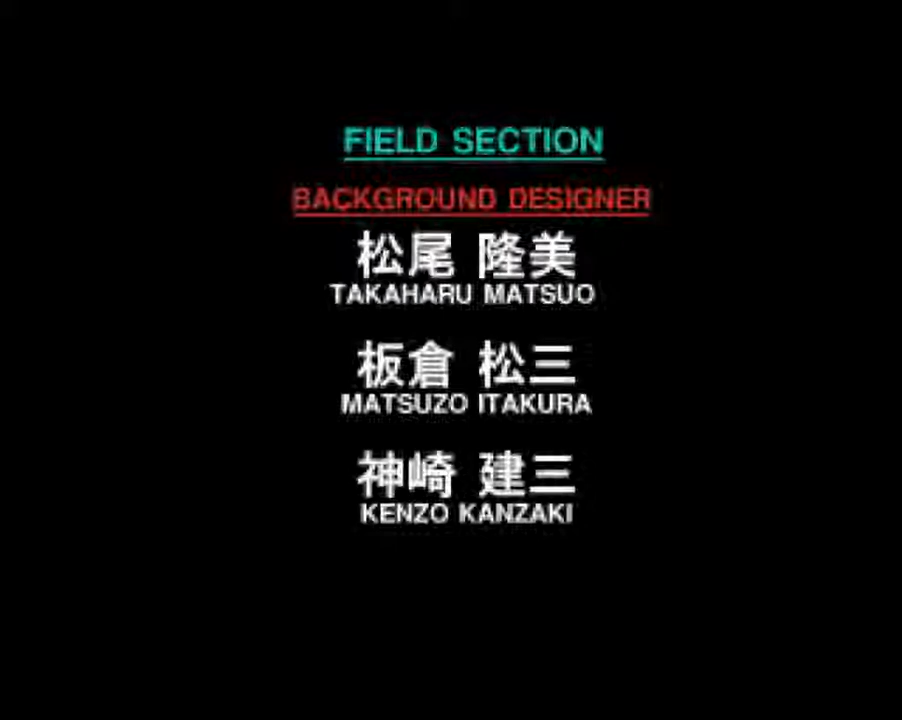 FIELD SECTION
BACKGROUND DESIGNER
松尾 隆美
TAKAHARU MATSUO
板倉 松三
MATSUZO ITAKURA
神崎 建三
KENZO KANZAKI